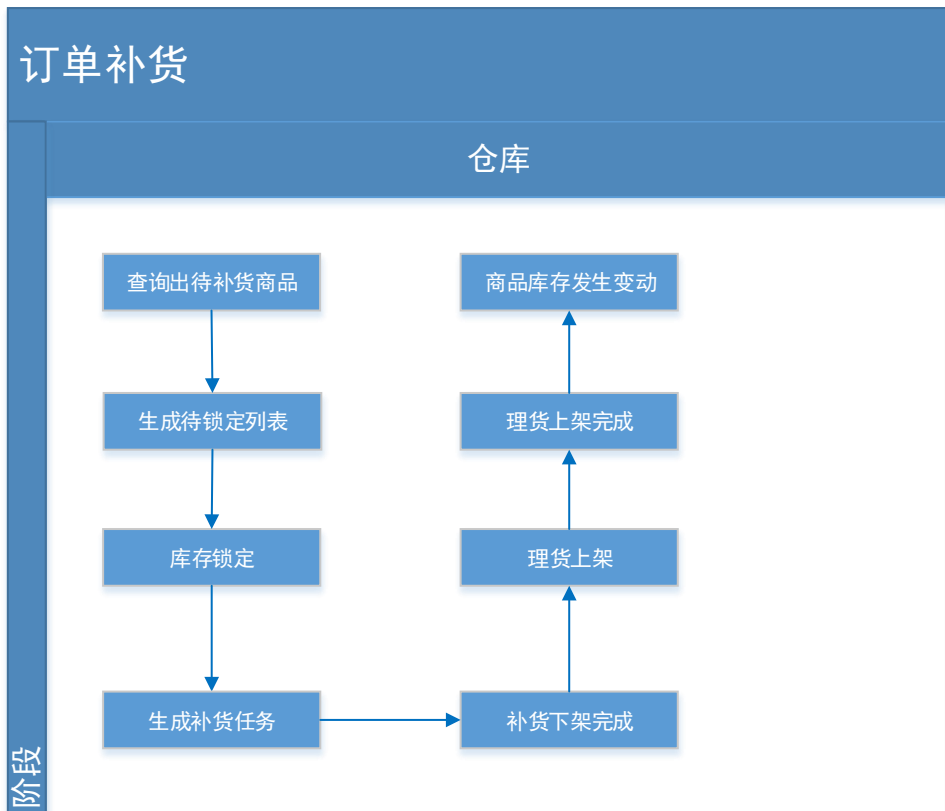 订单补货
仓库
查询出待补货商品
生成待锁定列表
库存锁定
生成补货任务
补货下架完成
理货上架
理货上架完成
商品库存发生变动
阶段